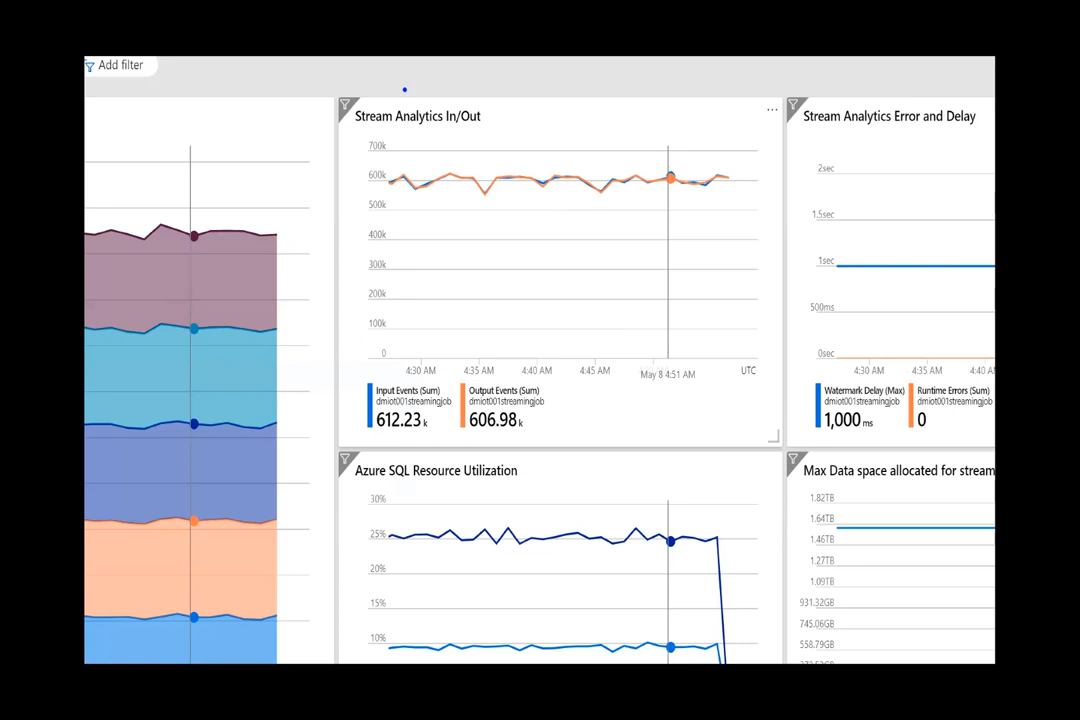 Add filter
Stream Analytics In/Out
...
700k
600k
500k
400k
300k
200k
100k
0
4:30 AM 4:35 AM 4:40 AM 4:45 AM May 8 4:51 AM UTC
Input Events (Sum)
dmiot001streamingjob
612.23 k
Output Events (Sum)
dmiot001streamingjob
606.98 k
Stream Analytics Error and Delay
2sec
1.5sec
1sec
500ms
0sec
4:30 AM 4:35 AM 4:40 A
Watermark Delay (Max)
dmiot001streamingjob
1,000 ms
Runtime Errors (Sum)
dmiot001streamingjob
0
Azure SQL Resource Utilization
30%
25%
20%
15%
10%
Max Data space allocated for stream
1.82TB
1.64TB
1.46TB
1.27TB
1.09TB
931.32GB
745.06GB
558.79GB